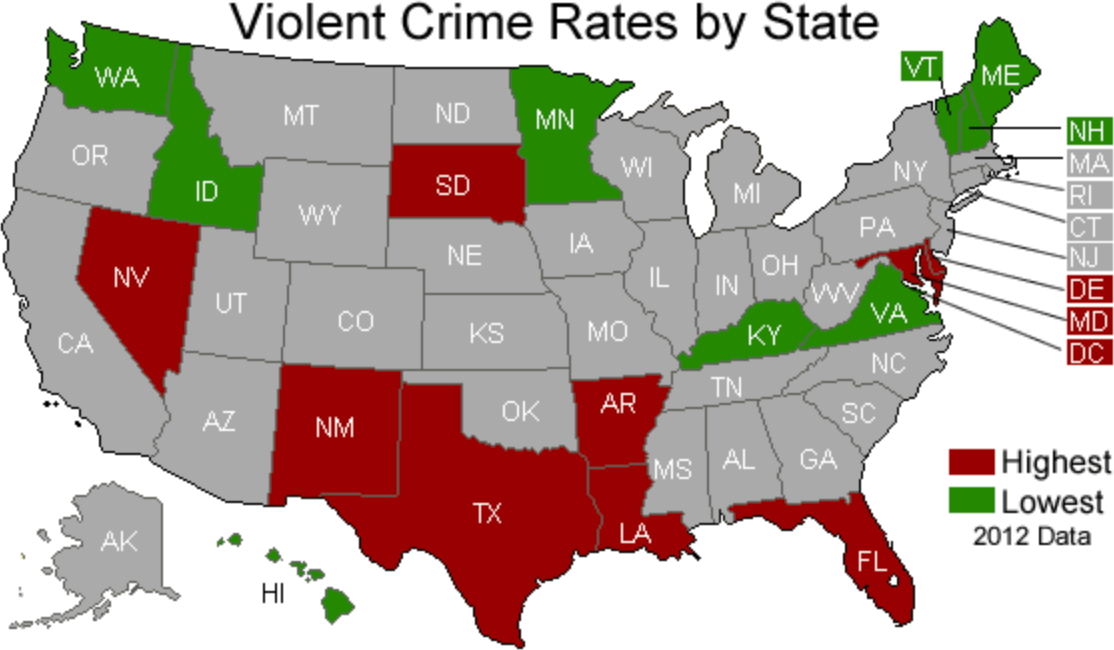 Violent Crime Rates by State
WA
MT
ND
MN
VT
ME
OR
ID
SD
WI
NH
MA
WY
MI
NY
RI
NV
NE
IA
PA
CT
UT
IL
IN
OH
NJ
CA
CO
KS
MO
WV
VA
DE
KY
MD
DC
AZ
NM
OK
AR
TN
NC
SC
MS
AL
GA
TX
LA
FL
Highest
Lowest
2012 Data
AK
HI